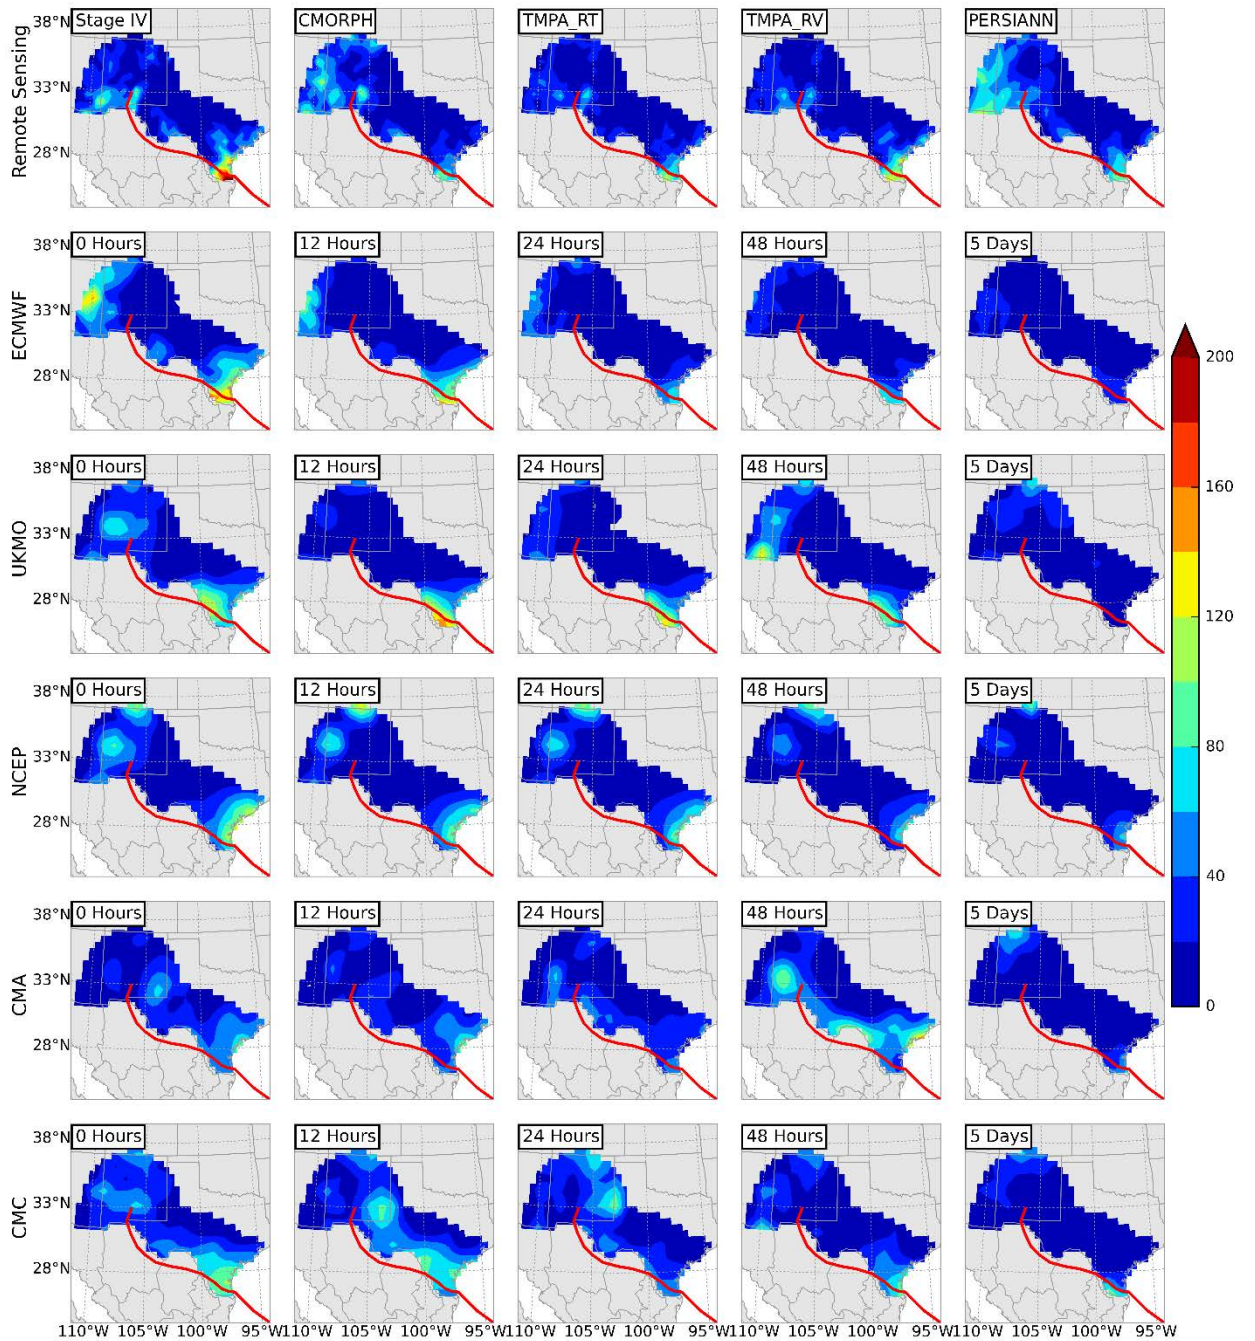 Remote Sensing
38°N
33°N
28°N
Stage IV
CMORPH
TMPA_RT
TMPA_RV
PERSIANN
ECMWF
38°N
33°N
28°N
0 Hours
12 Hours
24 Hours
48 Hours
5 Days
UKMO
38°N
33°N
28°N
0 Hours
12 Hours
24 Hours
48 Hours
5 Days
NCEP
38°N
33°N
28°N
0 Hours
12 Hours
24 Hours
48 Hours
5 Days
CMA
38°N
33°N
28°N
0 Hours
12 Hours
24 Hours
48 Hours
5 Days
CMC
38°N
33°N
28°N
0 Hours
12 Hours
24 Hours
48 Hours
5 Days
110°W 105°W 100°W 95°W
110°W 105°W 100°W 95°W
110°W 105°W 100°W 95°W
110°W 105°W 100°W 95°W
110°W 105°W 100°W 95°W
200
160
120
80
40
0